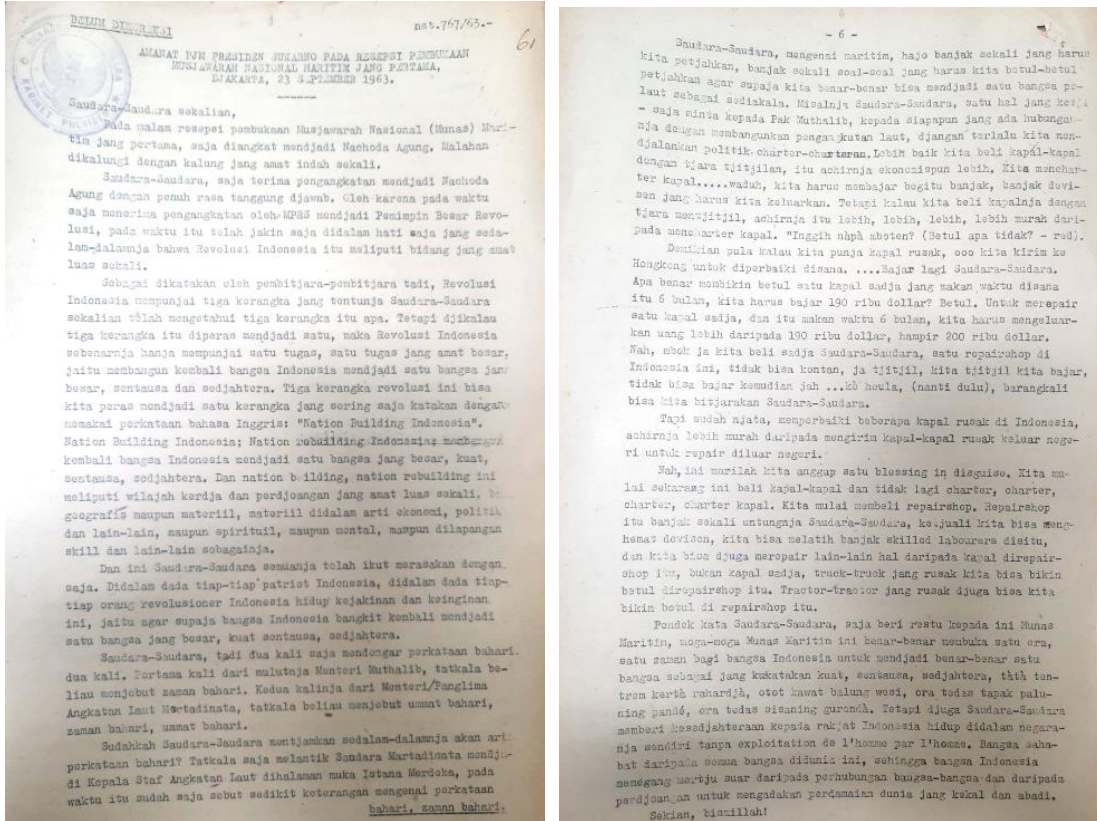 BELUM DIKOREKSI
nst.767/63.-
61
AMANAT PJM PRESIDEN SUKARNO PADA RESEPSI PEMBUKAAN
MUSJAWARAH NASIONAL MARITIM JANG PERTAMA,
DJAKARTA, 23 SEPTEMBER 1963.
Saudara-Saudara sekalian,
Pada malam resepsi pembukaan Musjawarah Nasional (Munas) Mari-
tim jang pertama, saja diangkat mendjadi Nachoda Agung. Malahan
dikalungi dengan kalung jang amat indah sekali.
Saudara-Saudara, saja terima pengangkatan mendjadi Nachoda
Agung dengan penuh rasa tanggung djawab. Oleh karena pada waktu
saja menerima pengangkatan oleh MPRS mendjadi Pemimpin Besar Revo-
lusi, pada waktu itu telah jakin saja didalam hati saja jang seda-
lam-dalamnja bahwa Revolusi Indonesia itu meliputi bidang jang amat
luas sekali.
Sebagai dikatakan oleh pembitjara-pembitjara tadi, Revolusi
Indonesia mempunjai tiga kerangka jang tentunja Saudara-Saudara
sekalian telah mengetahui tiga kerangka itu apa. Tetapi djikalau
tiga kerangka itu diperas mendjadi satu, maka Revolusi Indonesia
sebenarnja hanja mempunjai satu tugas, satu tugas jang amat besar,
jaitu membangun kembali bangsa Indonesia mendjadi satu bangsa jang
besar, sentausa dan sedjahtera. Tiga kerangka revolusi ini bisa
kita peras mendjadi satu kerangka jang sering saja katakan dengan
memakai perkataan bahasa Inggris: "Nation Building Indonesia".
Nation Building Indonesia; Nation rebuilding Indonesia; membangun
kembali bangsa Indonesia mendjadi satu bangsa jang besar, kuat,
sentausa, sedjahtera. Dan nation building, nation rebuilding ini
meliputi wilajah kerdja dan perdjoangan jang amat luas sekali,
geografis maupun materiil, materiil didalam arti ekonomi, politik
dan lain-lain, maupun spirituil, maupun mental, maupun dilapangan
skill dan lain-lain sebagainja.
Dan ini Saudara-Saudara semuanja telah ikut merasakan dengan
saja. Didalam dada tiap-tiap patriot Indonesia, didalam dada tiap-
tiap orang revolusioner Indonesia hidup kejakinan dan keinginan
ini, jaitu agar supaja bangsa Indonesia bangkit kembali mendjadi
satu bangsa jang besar, kuat sentausa, sedjahtera.
Saudara-Saudara, tadi dua kali saja mendengar perkataan bahari.
dua kali. Pertama kali dari mulutnja Menteri Muthalib, tatkala be-
liau menjebut zaman bahari. Kedua kalinja dari Menteri/Panglima
Angkatan Laut Martadinata, tatkala beliau menjebut ummat bahari,
zaman bahari, ummat bahari.
Sudahkah Saudara-Saudara mentjamkan sedalam-dalamnja akan arti
perkataan bahari? Tatkala saja melantik Saudara Martadinata mendja-
di Kepala Staf Angkatan Laut dihalaman muka Istana Merdeka, pada
waktu itu sudah saja sebut sedikit keterangan mengenai perkataan
bahari, zaman bahari.
- 6 -
Saudara-Saudara, mengenai maritim, hajo banjak sekali jang harus
kita petjahkan, banjak sekali soal-soal jang harus kita betul-betul
petjahkan agar supaja kita benar-benar bisa mendjadi satu bangsa pe-
laut sebagai sediakala. Misalnja Saudara-Saudara, satu hal jang ketjil
- saja minta kepada Pak Muthalib, kepada siapapun jang ada hubungan-
nja dengan membangunkan pengangkutan laut, djangan terlalu kita men-
djalankan politik charter-charteran. Lebih baik kita beli kapal-kapal
dengan tjara tjitjilan, itu achirnja ekonomispun lebih. Kita menchar-
ter kapal.....waduh, kita harus membajar begitu banjak, banjak devi-
sen jang harus kita keluarkan. Tetapi kalau kita beli kapalnja dengan
tjara mentjitjil, achirnja itu lebih, lebih, lebih, lebih murah dari-
pada mencharter kapal. "Inggih nàpà mboten? (Betul apa tidak? - red).
Demikian pula kalau kita punja kapal rusak, ooo kita kirim ke
Hongkong untuk diperbaiki disana. ....Bajar lagi Saudara-Saudara.
Apa benar membikin betul satu kapal sadja jang makan waktu disana
itu 6 bulan, kita harus bajar 190 ribu dollar? Betul. Untuk merepair
satu kapal sadja, dan itu makan waktu 6 bulan, kita harus mengeluar-
kan uang lebih daripada 190 ribu dollar, hampir 200 ribu dollar.
Nah, mbok ja kita beli sadja Saudara-Saudara, satu repairshop di
Indonesia ini, tidak bisa kontan, ja tjitjil, kita tjitjil kita bajar,
tidak bisa bajar kemudian jah ...kò heula, (nanti dulu), barangkali
bisa kita bitjarakan Saudara-Saudara.
Tapi sudah njata, memperbaiki beberapa kapal rusak di Indonesia,
achirnja lebih murah daripada mengirim kapal-kapal rusak keluar nege-
ri untuk repair diluar negeri.
Nah, ini marilah kita anggap satu blessing in disguise. Kita mu-
lai sekarang ini beli kapal-kapal dan tidak lagi charter, charter,
charter, charter kapal. Kita mulai membeli repairshop. Repairshop
itu banjak sekali untungnja Saudara-Saudara, ketjuali kita bisa meng-
hemat devisen, kita bisa melatih banjak skilled labourers disitu,
dan kita bisa djuga merepair lain-lain hal daripada kapal direpair-
shop itu, bukan kapal sadja, truck-truck jang rusak kita bisa bikin
betul direpairshop itu. Tractor-tractor jang rusak djuga bisa kita
bikin betul di repairshop itu.
Pendek kata Saudara-Saudara, saja beri restu kepada ini Munas
Maritim, moga-moga Munas Maritim ini benar-benar membuka satu era,
satu zaman bagi bangsa Indonesia untuk mendjadi benar-benar satu
bangsa sebagai jang kukatakan kuat, sentausa, sedjahtera, tàtà ten-
trem kertà rahardjà, otot kawat balung wesi, ora tedas tapak palu-
ning pandé, ora tedas sisaning gurendà. Tetapi djuga Saudara-Saudara
memberi kesedjahteraan kepada rakjat Indonesia hidup didalam negara-
nja sendiri tanpa exploitation de l'homme par l'homme. Bangsa saha-
bat daripada semua bangsa didunia ini, sehingga bangsa Indonesia
memegang mertju suar daripada perhubungan bangsa-bangsa dan daripada
perdjoangan untuk mengadakan perdamaian dunia jang kekal dan abadi.
Sekian, bismillah!